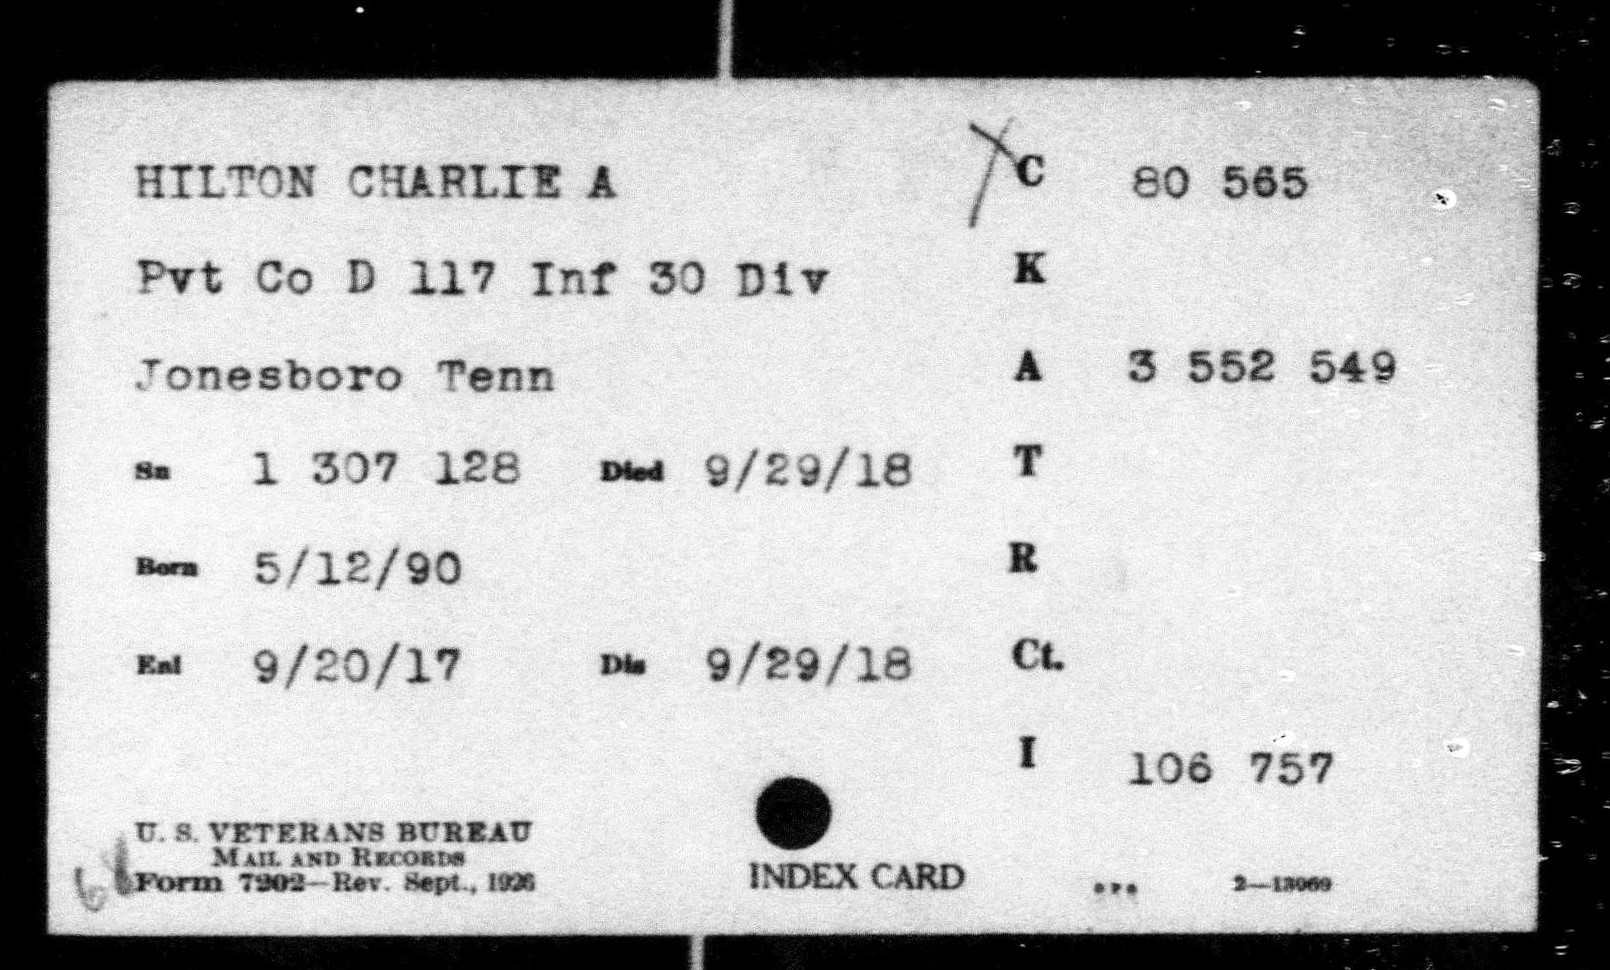 HILTON CHARLIE A
C 80 565
Pvt Co D 117 Inf 30 Div
K
Jonesboro Tenn
A 3 552 549
Sn 1 307 128 Died 9/29/18
T
Born 5/12/90
R
Enl 9/20/17 Dis 9/29/18
Ct.
I 106 757
U. S. VETERANS BUREAU
MAIL AND RECORDS
Form 7202—Rev. Sept., 1926
INDEX CARD
2—13069